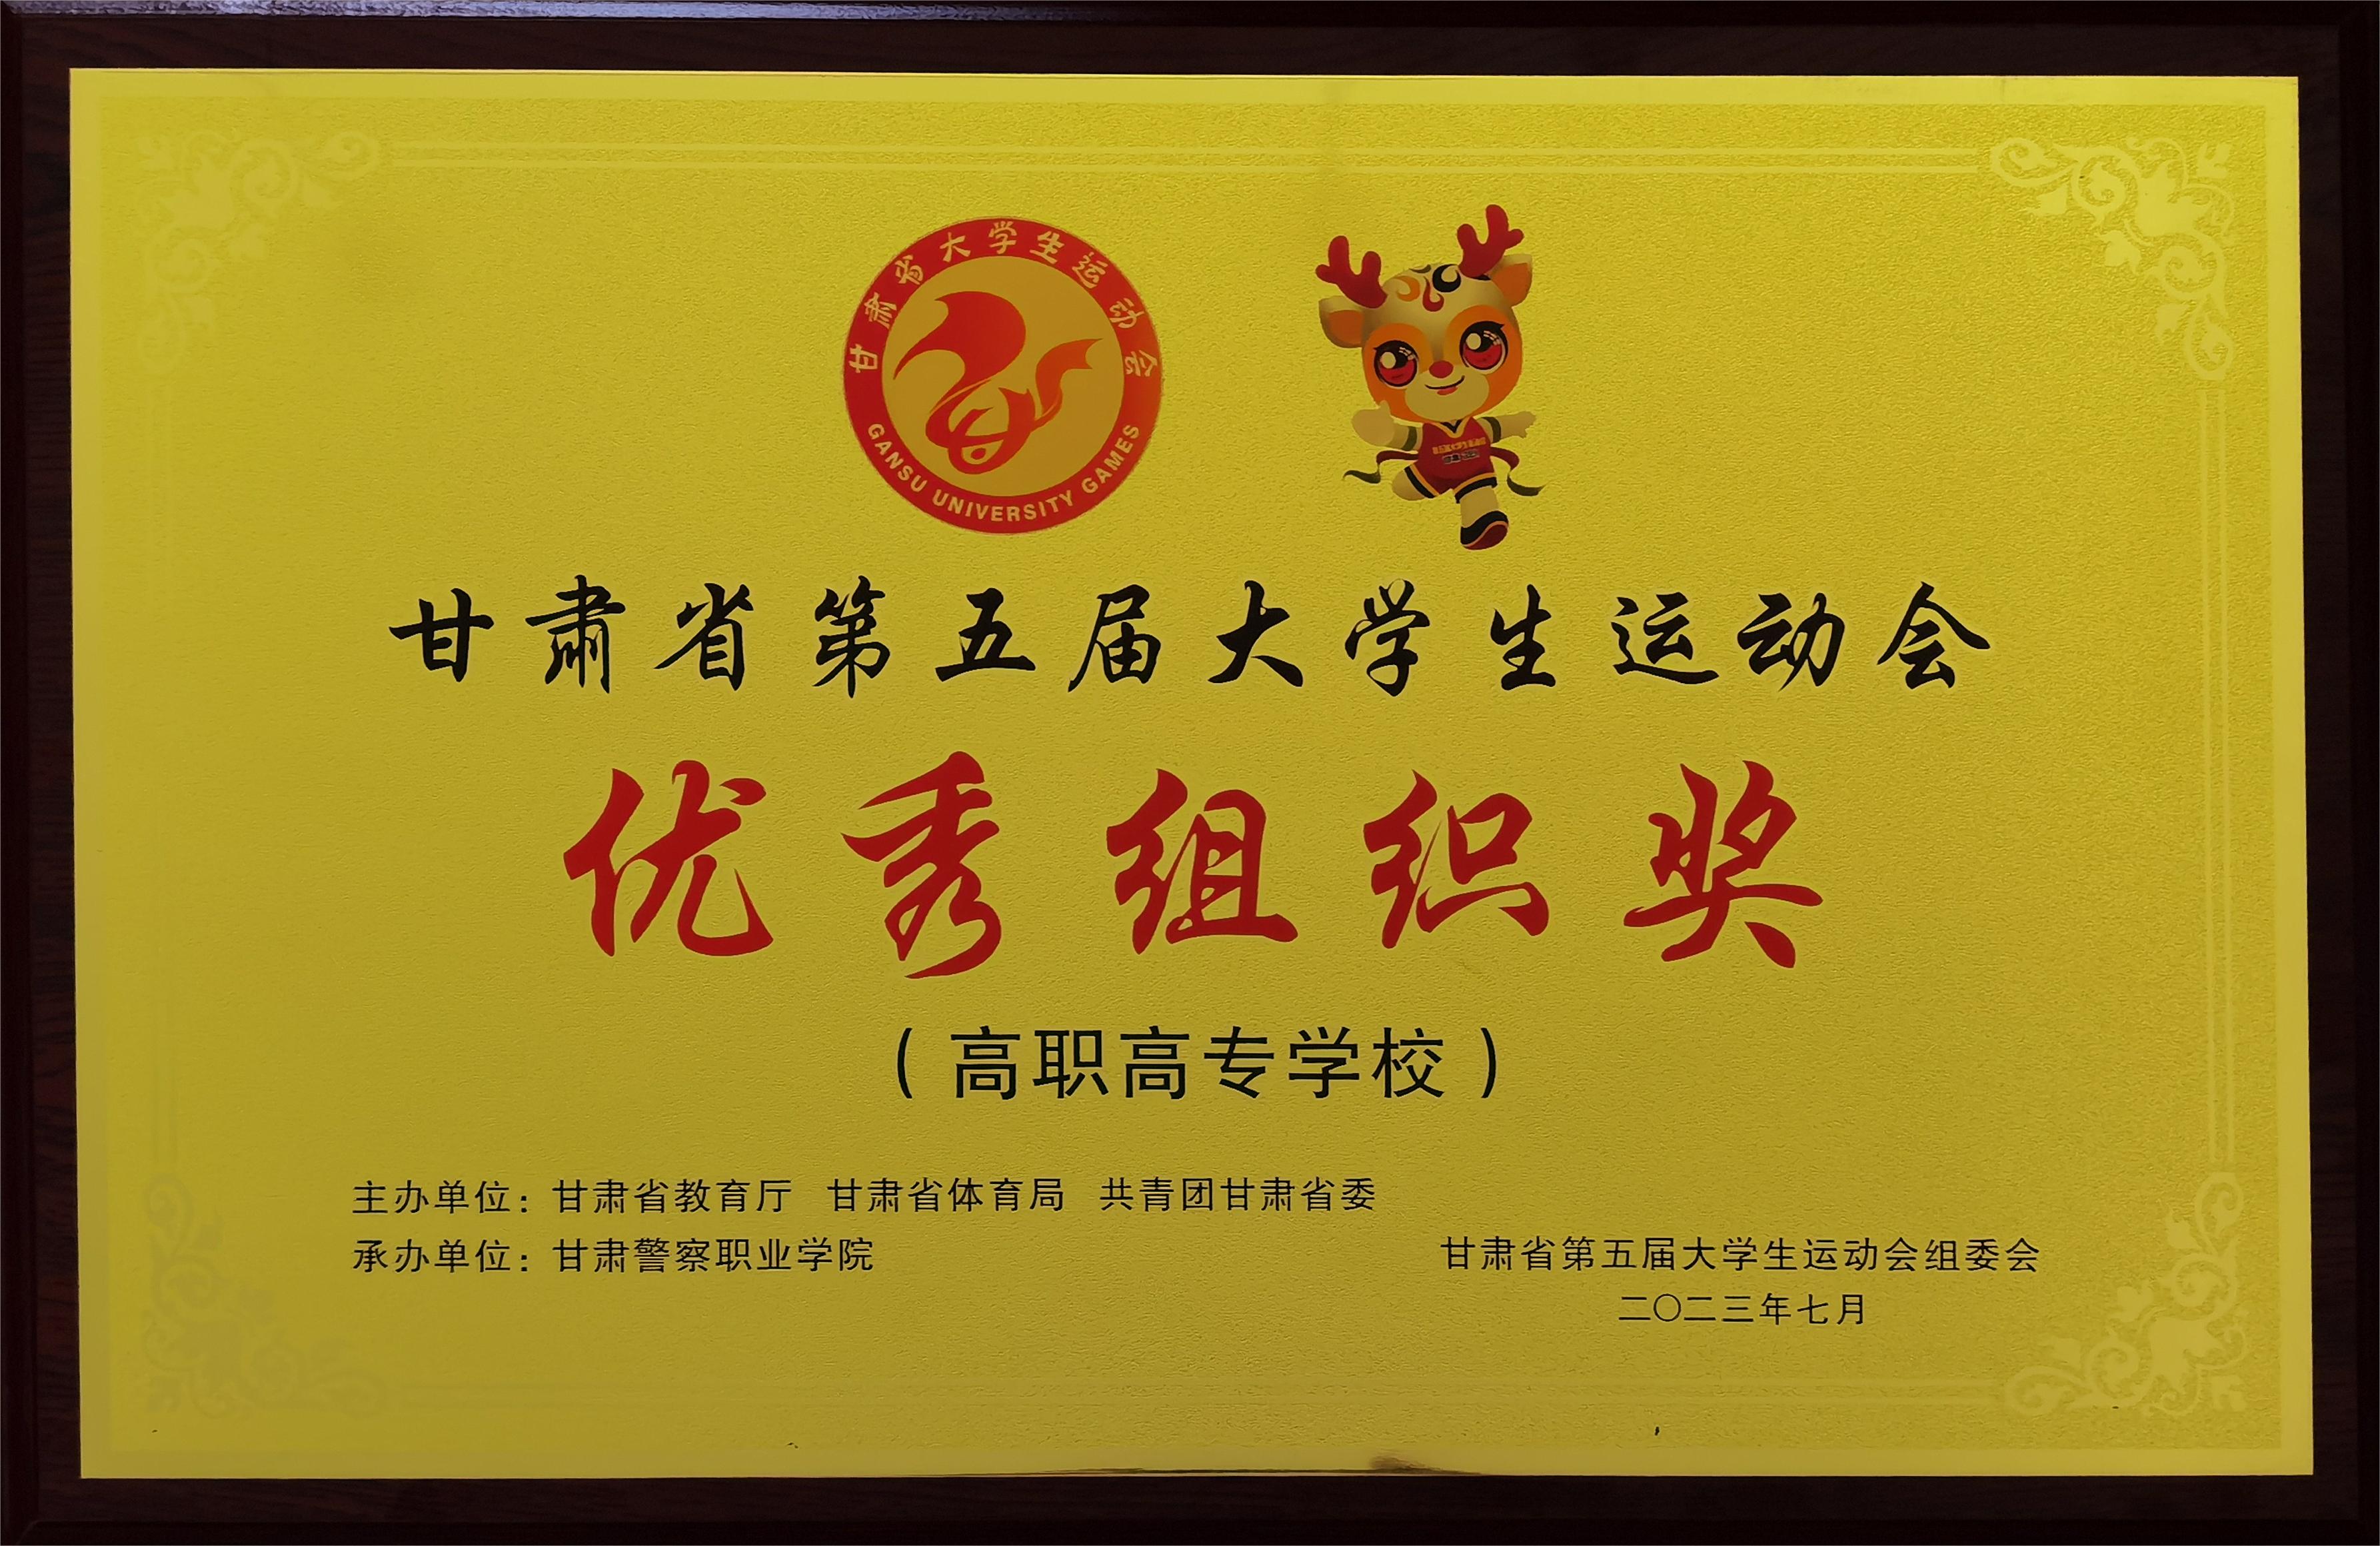 甘肃省大学生运动会
GANSU UNIVERSITY GAMES
甘肃省第五届大学生运动会
优秀组织奖
（高职高专学校）
主办单位：甘肃省教育厅 甘肃省体育局 共青团甘肃省委
承办单位：甘肃警察职业学院
甘肃省第五届大学生运动会组委会
二〇二三年七月